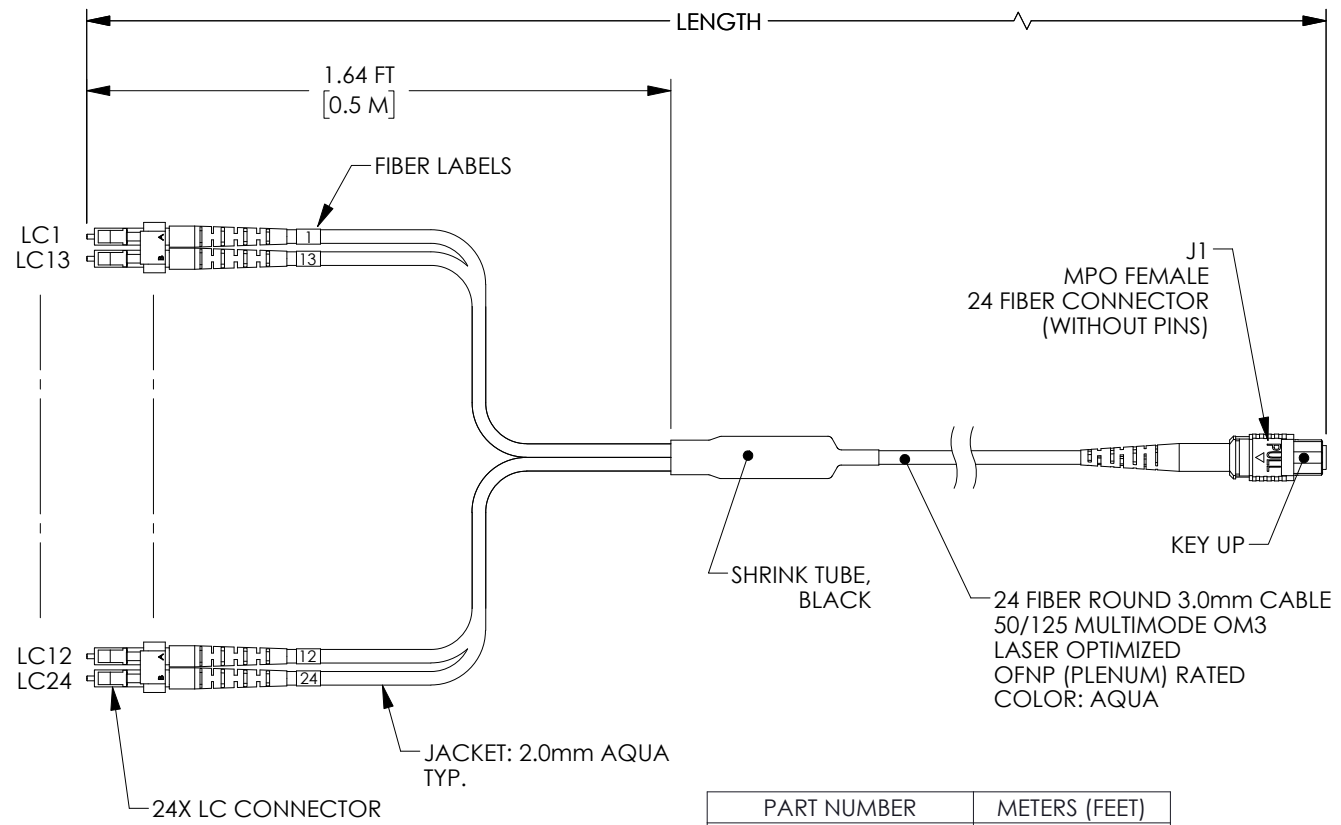 LENGTH
1.64 FT
[0.5 M]
FIBER LABELS
LC1
LC13
A
B
1
13
J1
MPO FEMALE
24 FIBER CONNECTOR
(WITHOUT PINS)
PULL
KEY UP
SHRINK TUBE,
BLACK
24 FIBER ROUND 3.0mm CABLE
50/125 MULTIMODE OM3
LASER OPTIMIZED
OFNP (PLENUM) RATED
COLOR: AQUA
LC12
LC24
A
B
12
24
JACKET: 2.0mm AQUA
TYP.
24X LC CONNECTOR
PART NUMBER METERS (FEET)